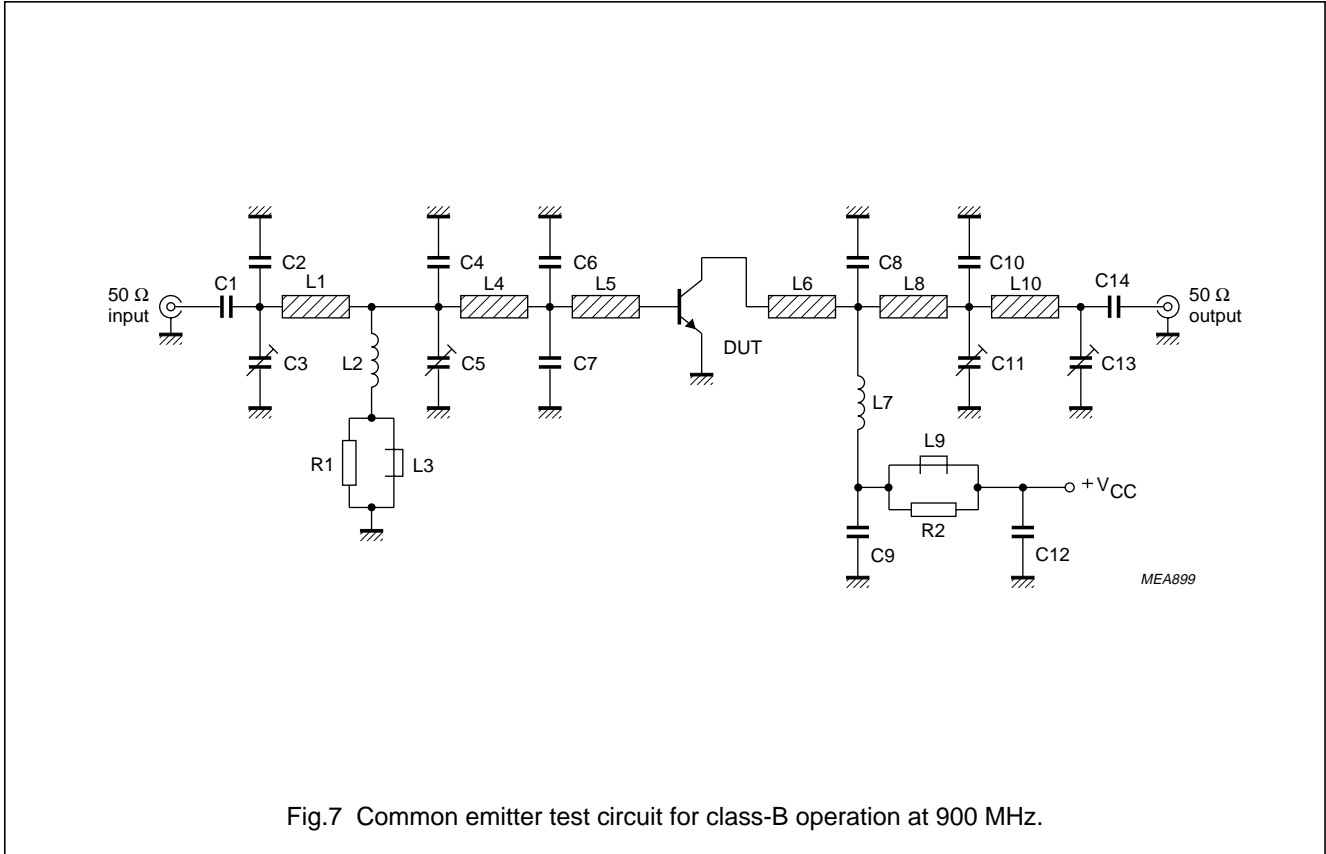 C2
C4
C6
C8
C10
C1
L1
L4
L5
L6
L8
L10
C14
50 Ω
input
50 Ω
output
C3
L2
C5
C7
DUT
C11
C13
L7
R1
L3
L9
+VCC
R2
C9
C12
MEA899
Fig.7 Common emitter test circuit for class-B operation at 900 MHz.